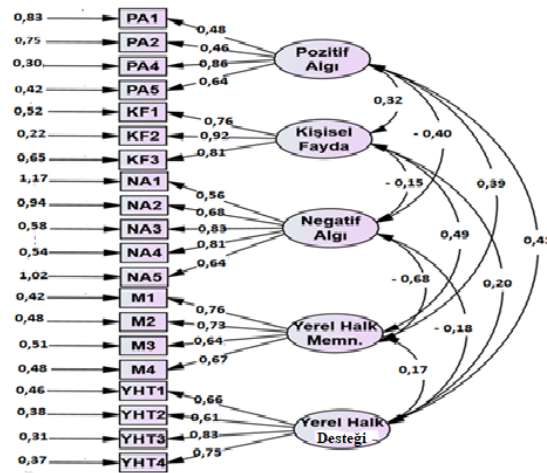 0,83 PA1 0,48
0,75 PA2 0,46
0,30 PA4 0,86
0,42 PA5 0,64
Pozitif
Algı
0,52 KF1 0,76
0,22 KF2 0,92
0,65 KF3 0,81
Kişisel
Fayda
1,17 NA1 0,56
0,94 NA2 0,68
0,58 NA3 0,83
0,54 NA4 0,81
1,02 NA5 0,64
Negatif
Algı
0,42 M1 0,76
0,48 M2 0,73
0,51 M3 0,64
0,48 M4 0,67
Yerel Halk
Memn.
0,46 YHT1 0,66
0,38 YHT2 0,61
0,31 YHT3 0,83
0,37 YHT4 0,75
Yerel Halk
Desteği
0,32
- 0,40
- 0,15
0,39
0,49
0,20
- 0,68
- 0,18
0,17